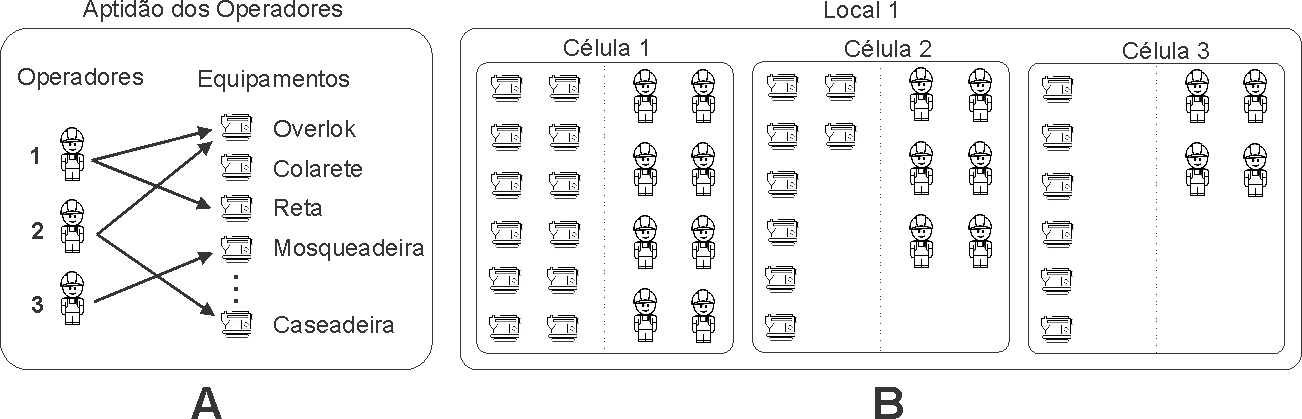 Aptidão dos Operadores
Operadores
Equipamentos
1
2
3
Overlok
Colarete
Reta
Mosqueadeira
Caseadeira
A
Local 1
Célula 1
Célula 2
Célula 3
B